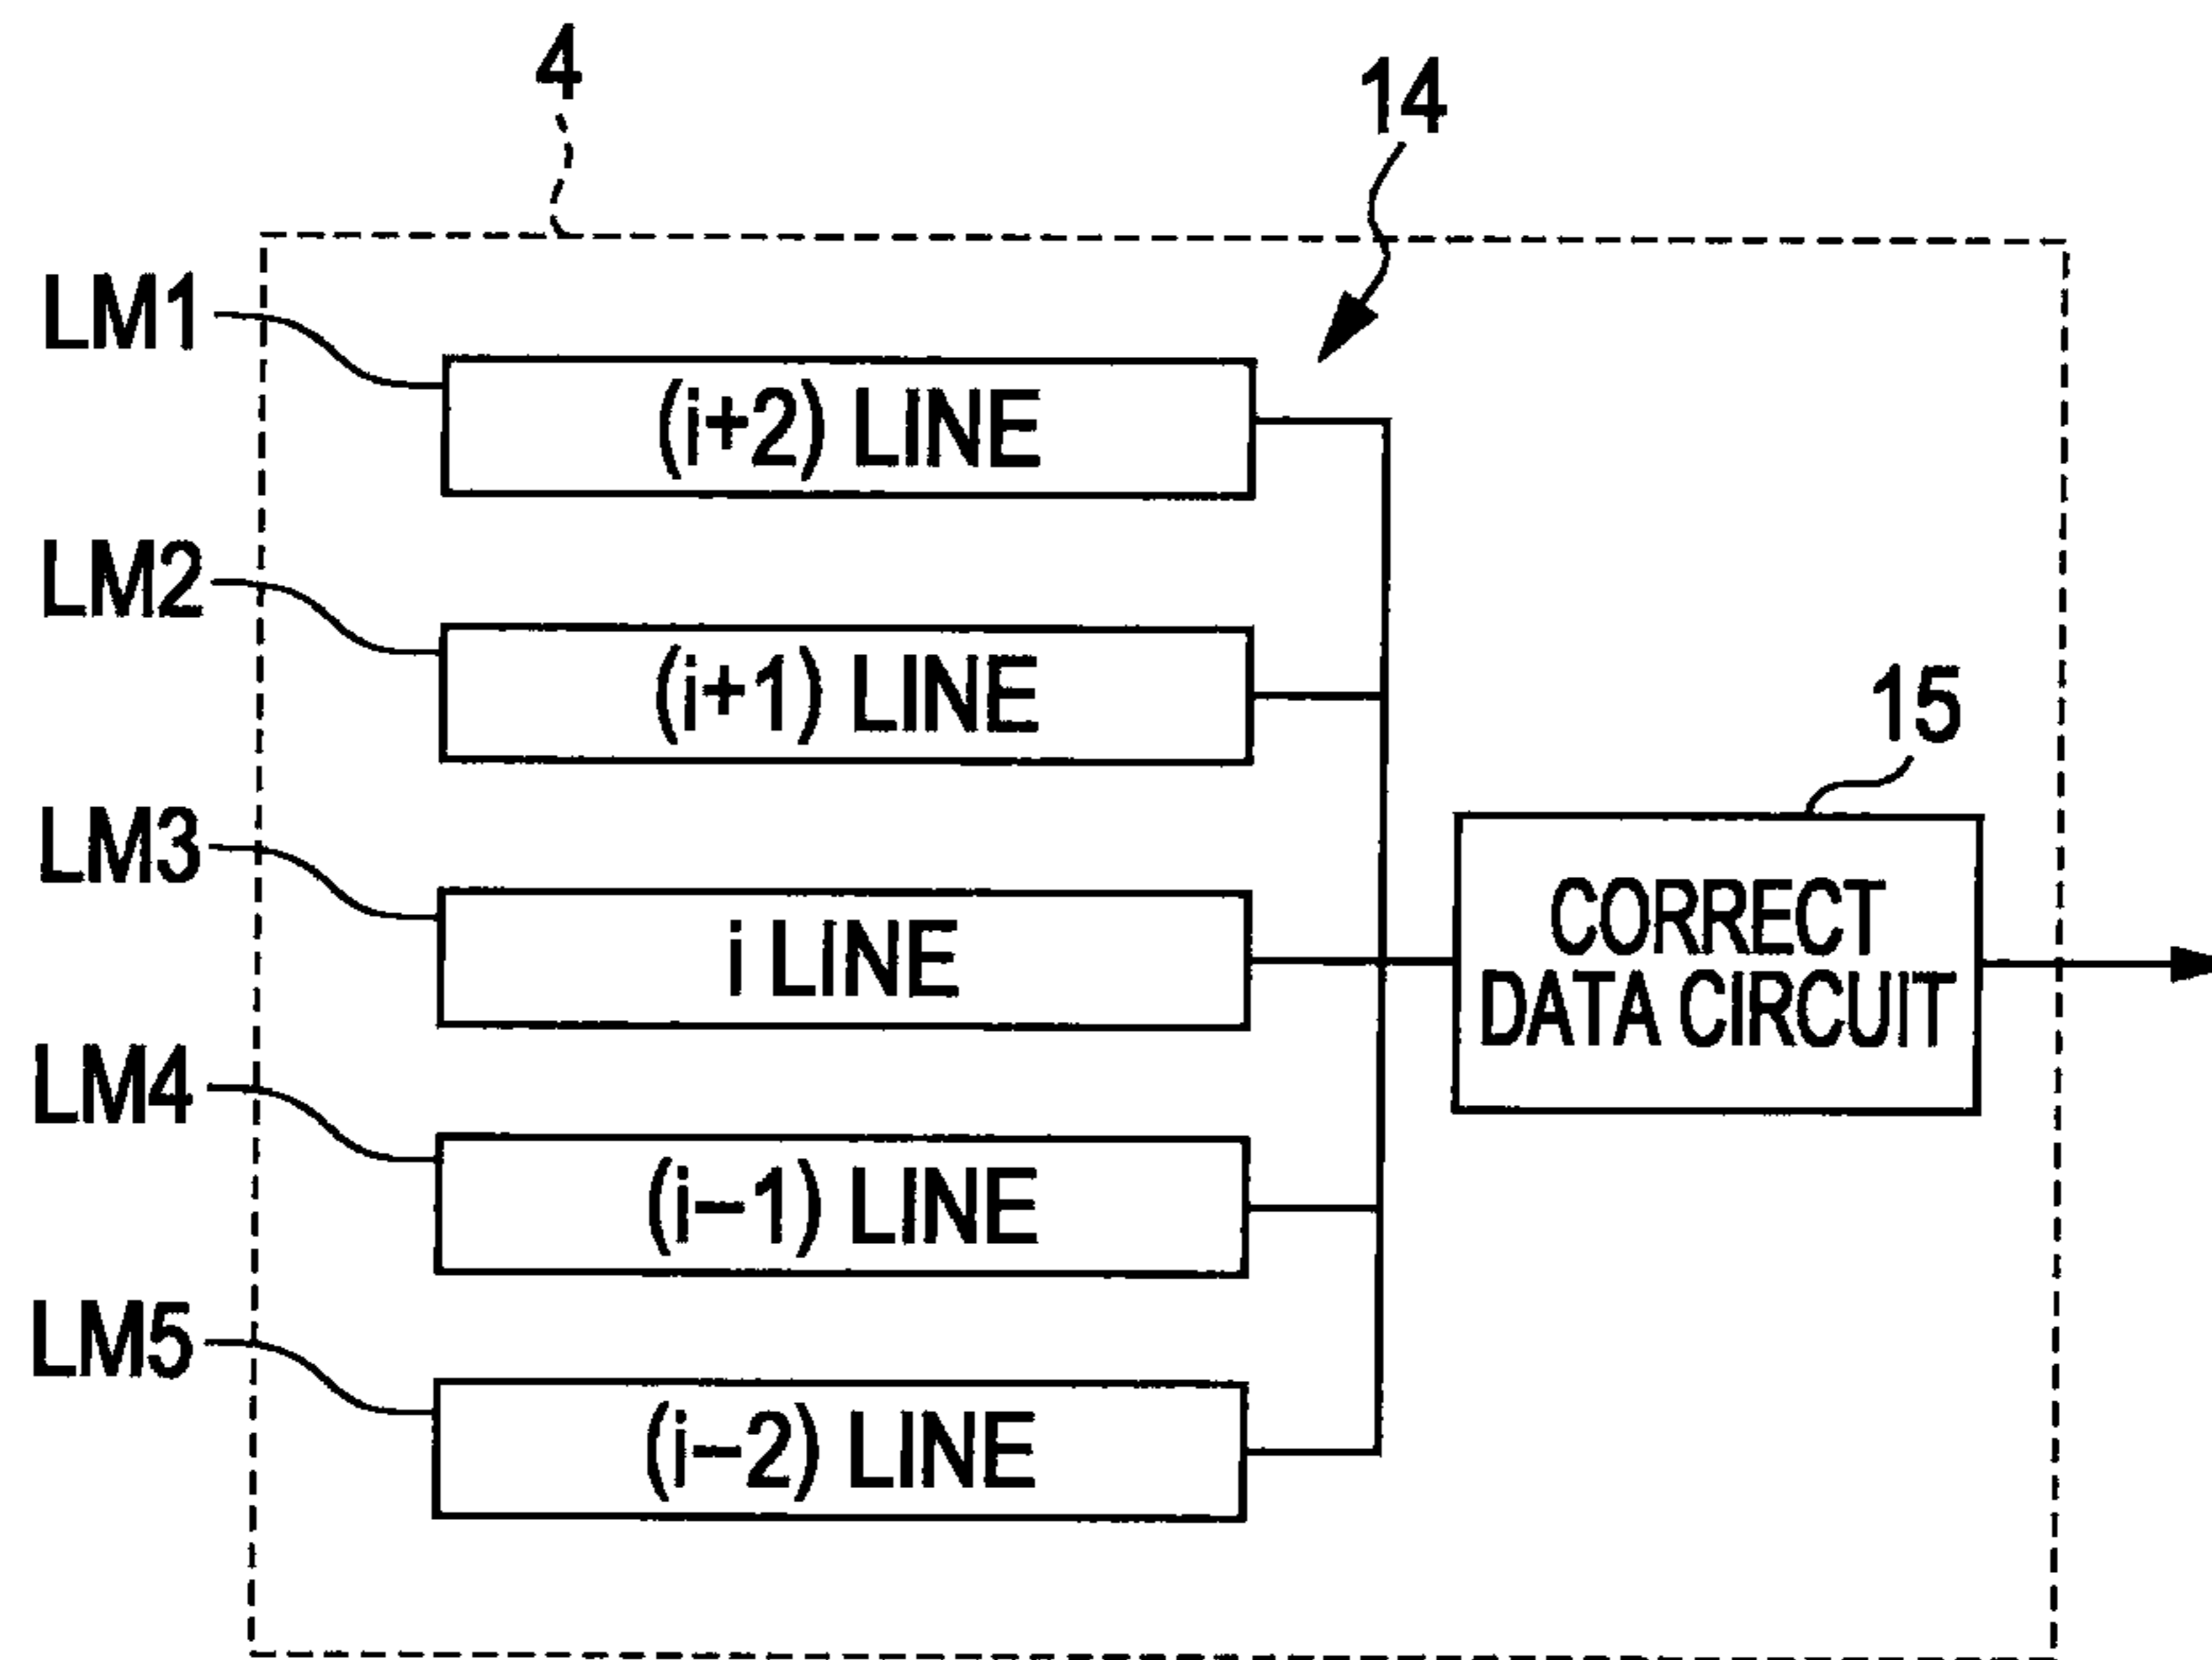 4
14
LM1
(i+2) LINE
LM2
(i+1) LINE
15
LM3
i LINE
CORRECT
DATA CIRCUIT
LM4
(i−1) LINE
LM5
(i−2) LINE